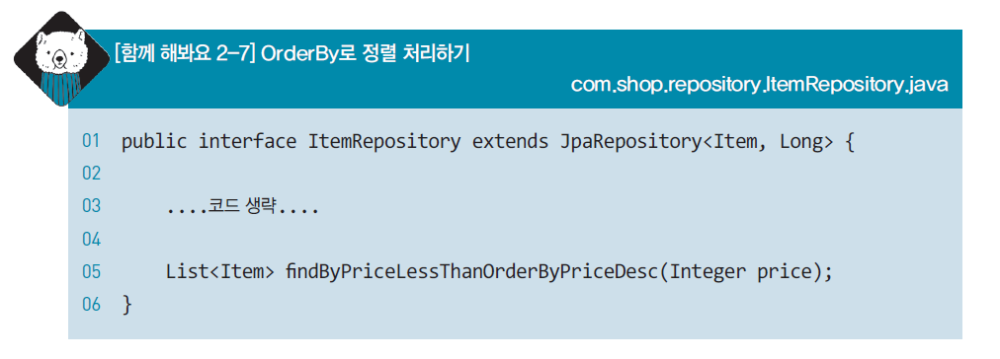 [함께 해봐요 2-7] OrderBy로 정렬 처리하기
com.shop.repository.ItemRepository.java
01 public interface ItemRepository extends JpaRepository<Item, Long> {
02
03 ....코드 생략....
04
05 List<Item> findByPriceLessThanOrderByPriceDesc(Integer price);
06 }